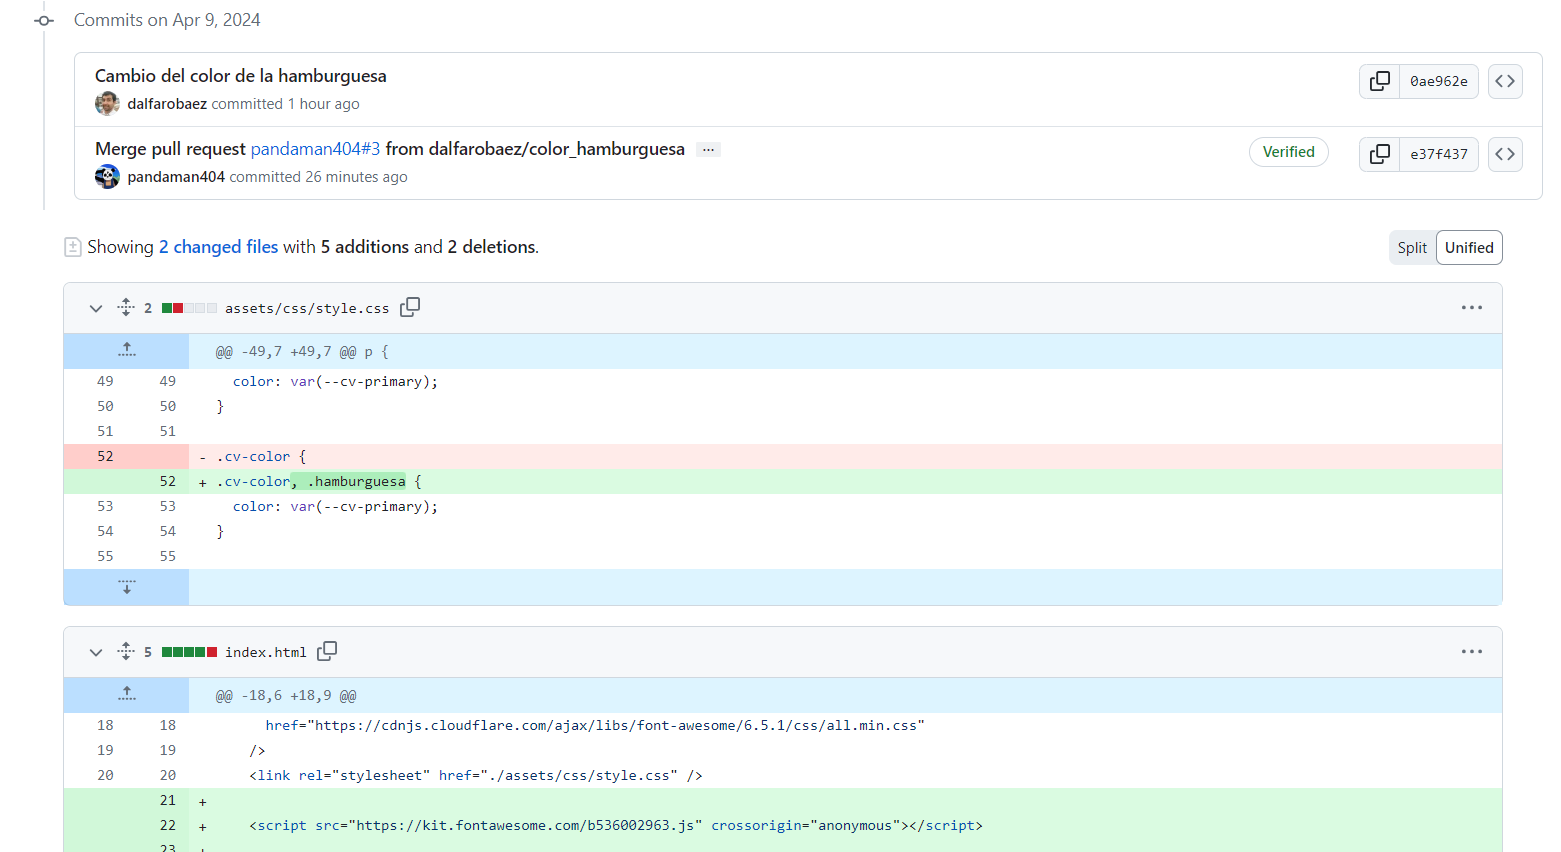 Commits on Apr 9, 2024
Cambio del color de la hamburguesa
0ae962e
dalfarobaez committed 1 hour ago
Merge pull request pandaman404#3 from dalfarobaez/color_hamburguesa ...
Verified
e37f437
pandaman404 committed 26 minutes ago
Showing 2 changed files with 5 additions and 2 deletions.
Split Unified
2 assets/css/style.css
@@ -49,7 +49,7 @@ p {
49 49 color: var(--cv-primary);
50 50 }
51 51
52 - .cv-color {
52 + .cv-color, .hamburguesa {
53 53 color: var(--cv-primary);
54 54 }
55 55
5 index.html
@@ -18,6 +18,9 @@
18 18 href="https://cdnjs.cloudflare.com/ajax/libs/font-awesome/6.5.1/css/all.min.css"
19 19 />
20 20 <link rel="stylesheet" href="./assets/css/style.css" />
21 +
22 + <script src="https://kit.fontawesome.com/b536002963.js" crossorigin="anonymous"></script>
23 +